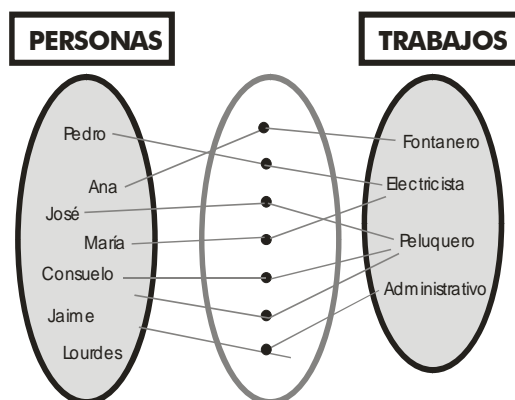 PERSONAS
TRABAJOS
Pedro
Ana
José
María
Consuelo
Jaime
Lourdes
Fontanero
Electricista
Peluquero
Administrativo